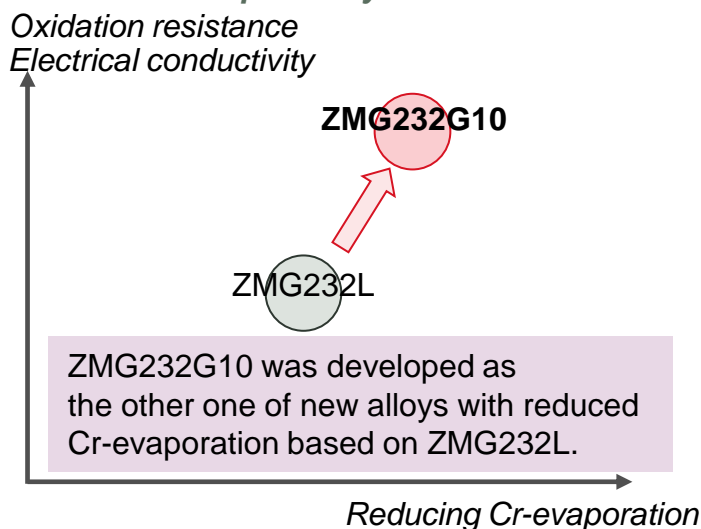 Oxidation resistance
Electrical conductivity
ZMG232G10
ZMG232L
ZMG232G10 was developed as
the other one of new alloys with reduced
Cr-evaporation based on ZMG232L.
Reducing Cr-evaporation